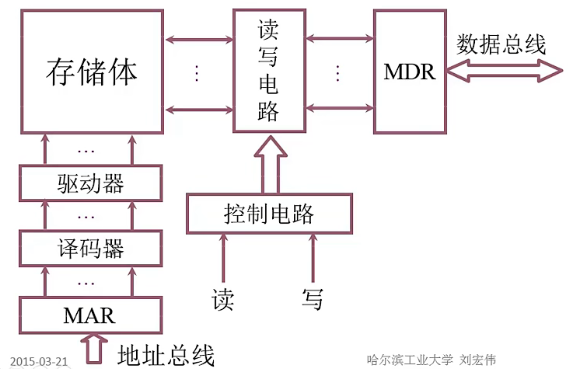 存储体
读写电路
MDR
数据总线
…
…
…
驱动器
…
控制电路
译码器
…
读
写
MAR
地址总线
2015-03-21
哈尔滨工业大学 刘宏伟